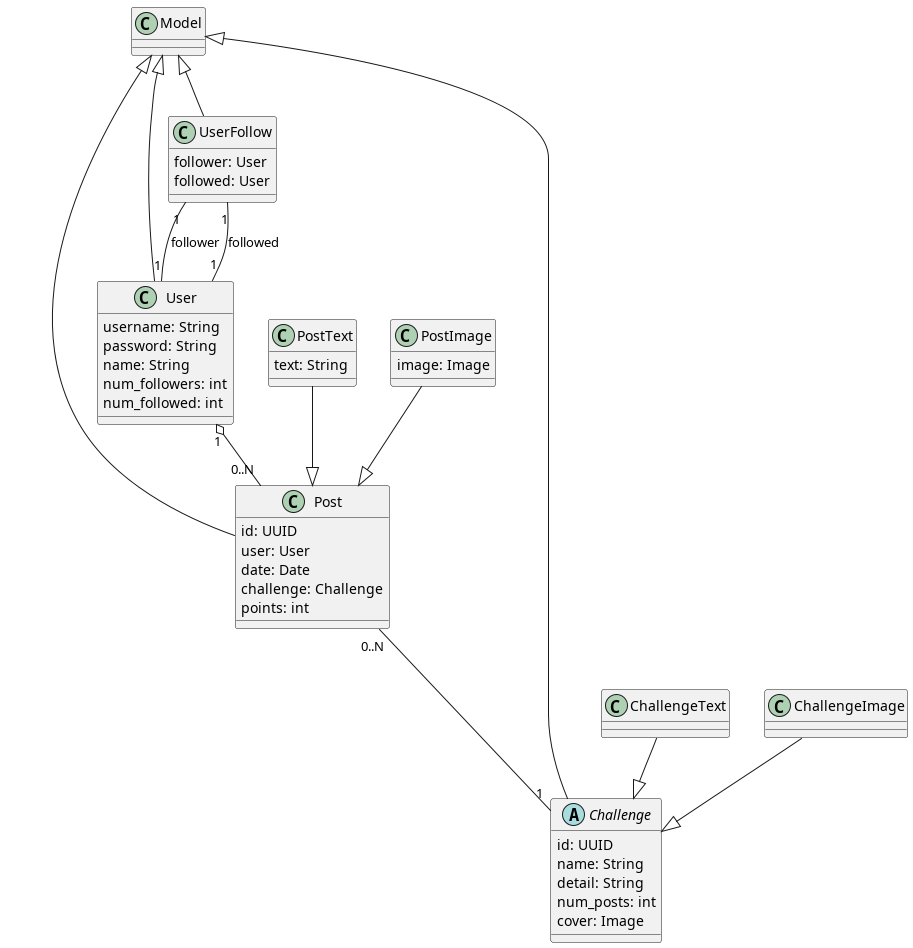 C Model
C UserFollow
follower: User
followed: User
1
1
follower
followed
1
1
C User
username: String
password: String
name: String
num_followers: int
num_followed: int
C PostText
text: String
C PostImage
image: Image
1
0..N
C Post
id: UUID
user: User
date: Date
challenge: Challenge
points: int
0..N
C ChallengeText
C ChallengeImage
1
A Challenge
id: UUID
name: String
detail: String
num_posts: int
cover: Image